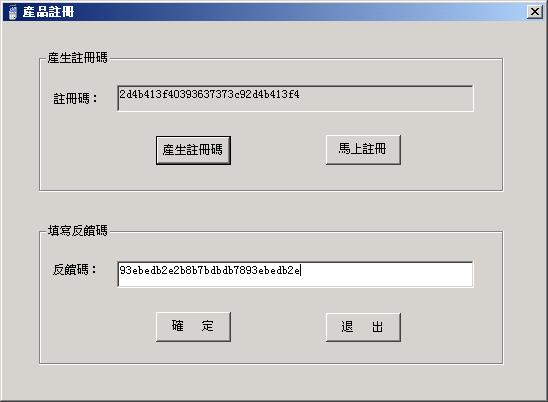 產品註冊
產生註冊碼
註冊碼：
2d4b413f40393637373c92d4b413f4
產生註冊碼 馬上註冊
填寫反饋碼
反饋碼：
93ebedb2e2b8b7bdbdb7893ebedb2e
確 定 退 出